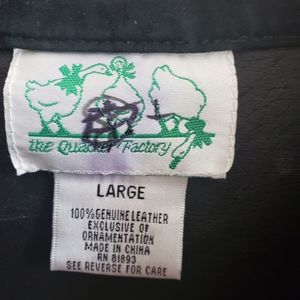 the Quacker Factory
LARGE
100% GENUINE LEATHER
EXCLUSIVE OF
ORNAMENTATION
MADE IN CHINA
RN 81893
SEE REVERSE FOR CARE